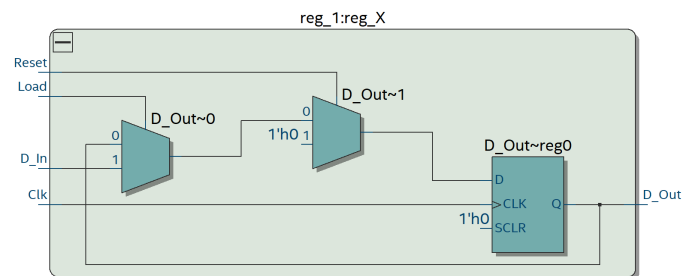 reg_1:reg_X
Reset
Load
D_Out~1
D_Out~0
0
1'h0 1
0
1
D_In
D_Out~reg0
D
Clk
CLK
Q
D_Out
1'h0
SCLR